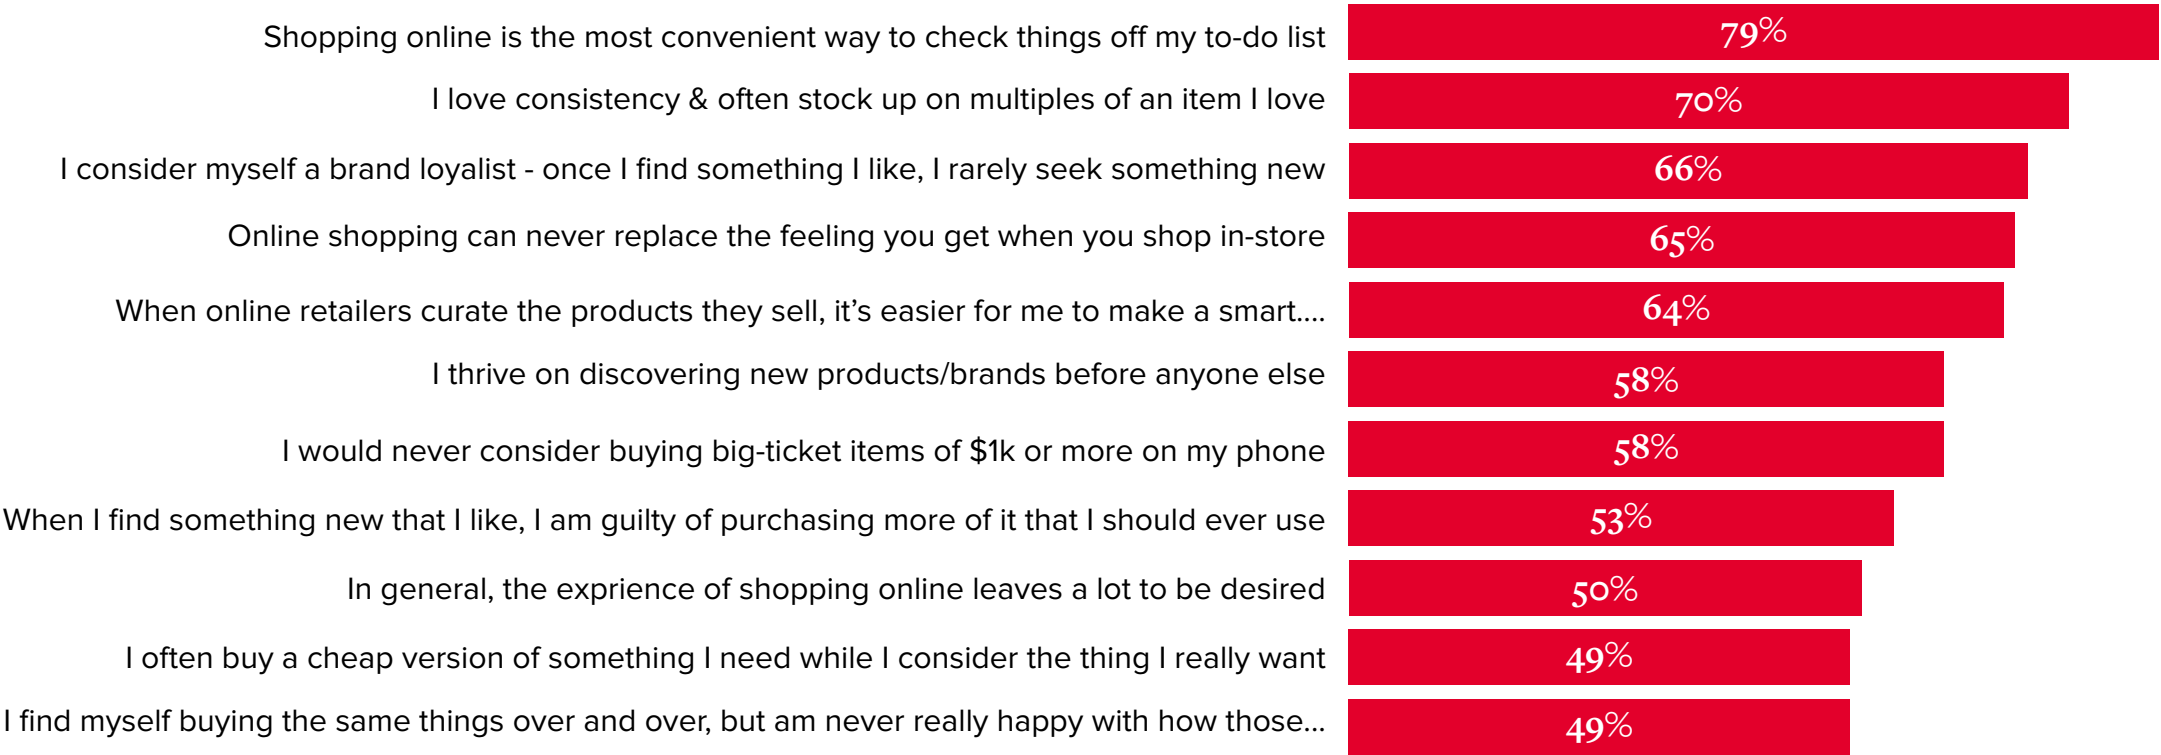 Shopping online is the most convenient way to check things off my to-do list 79%
I love consistency & often stock up on multiples of an item I love 70%
I consider myself a brand loyalist - once I find something I like, I rarely seek something new 66%
Online shopping can never replace the feeling you get when you shop in-store 65%
When online retailers curate the products they sell, it’s easier for me to make a smart.... 64%
I thrive on discovering new products/brands before anyone else 58%
I would never consider buying big-ticket items of $1k or more on my phone 58%
When I find something new that I like, I am guilty of purchasing more of it that I should ever use 53%
In general, the exprience of shopping online leaves a lot to be desired 50%
I often buy a cheap version of something I need while I consider the thing I really want 49%
I find myself buying the same things over and over, but am never really happy with how those... 49%